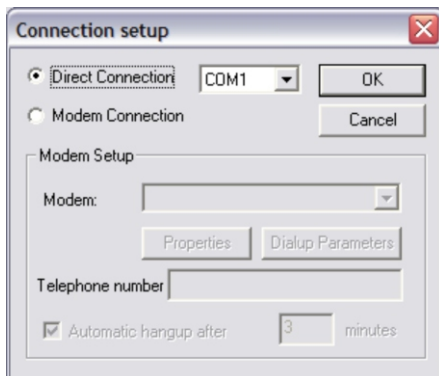 Connection setup
Direct Connection COM1 OK
Modem Connection Cancel
Modem Setup
Modem:
Properties Dialup Parameters
Telephone number
Automatic hangup after 3 minutes